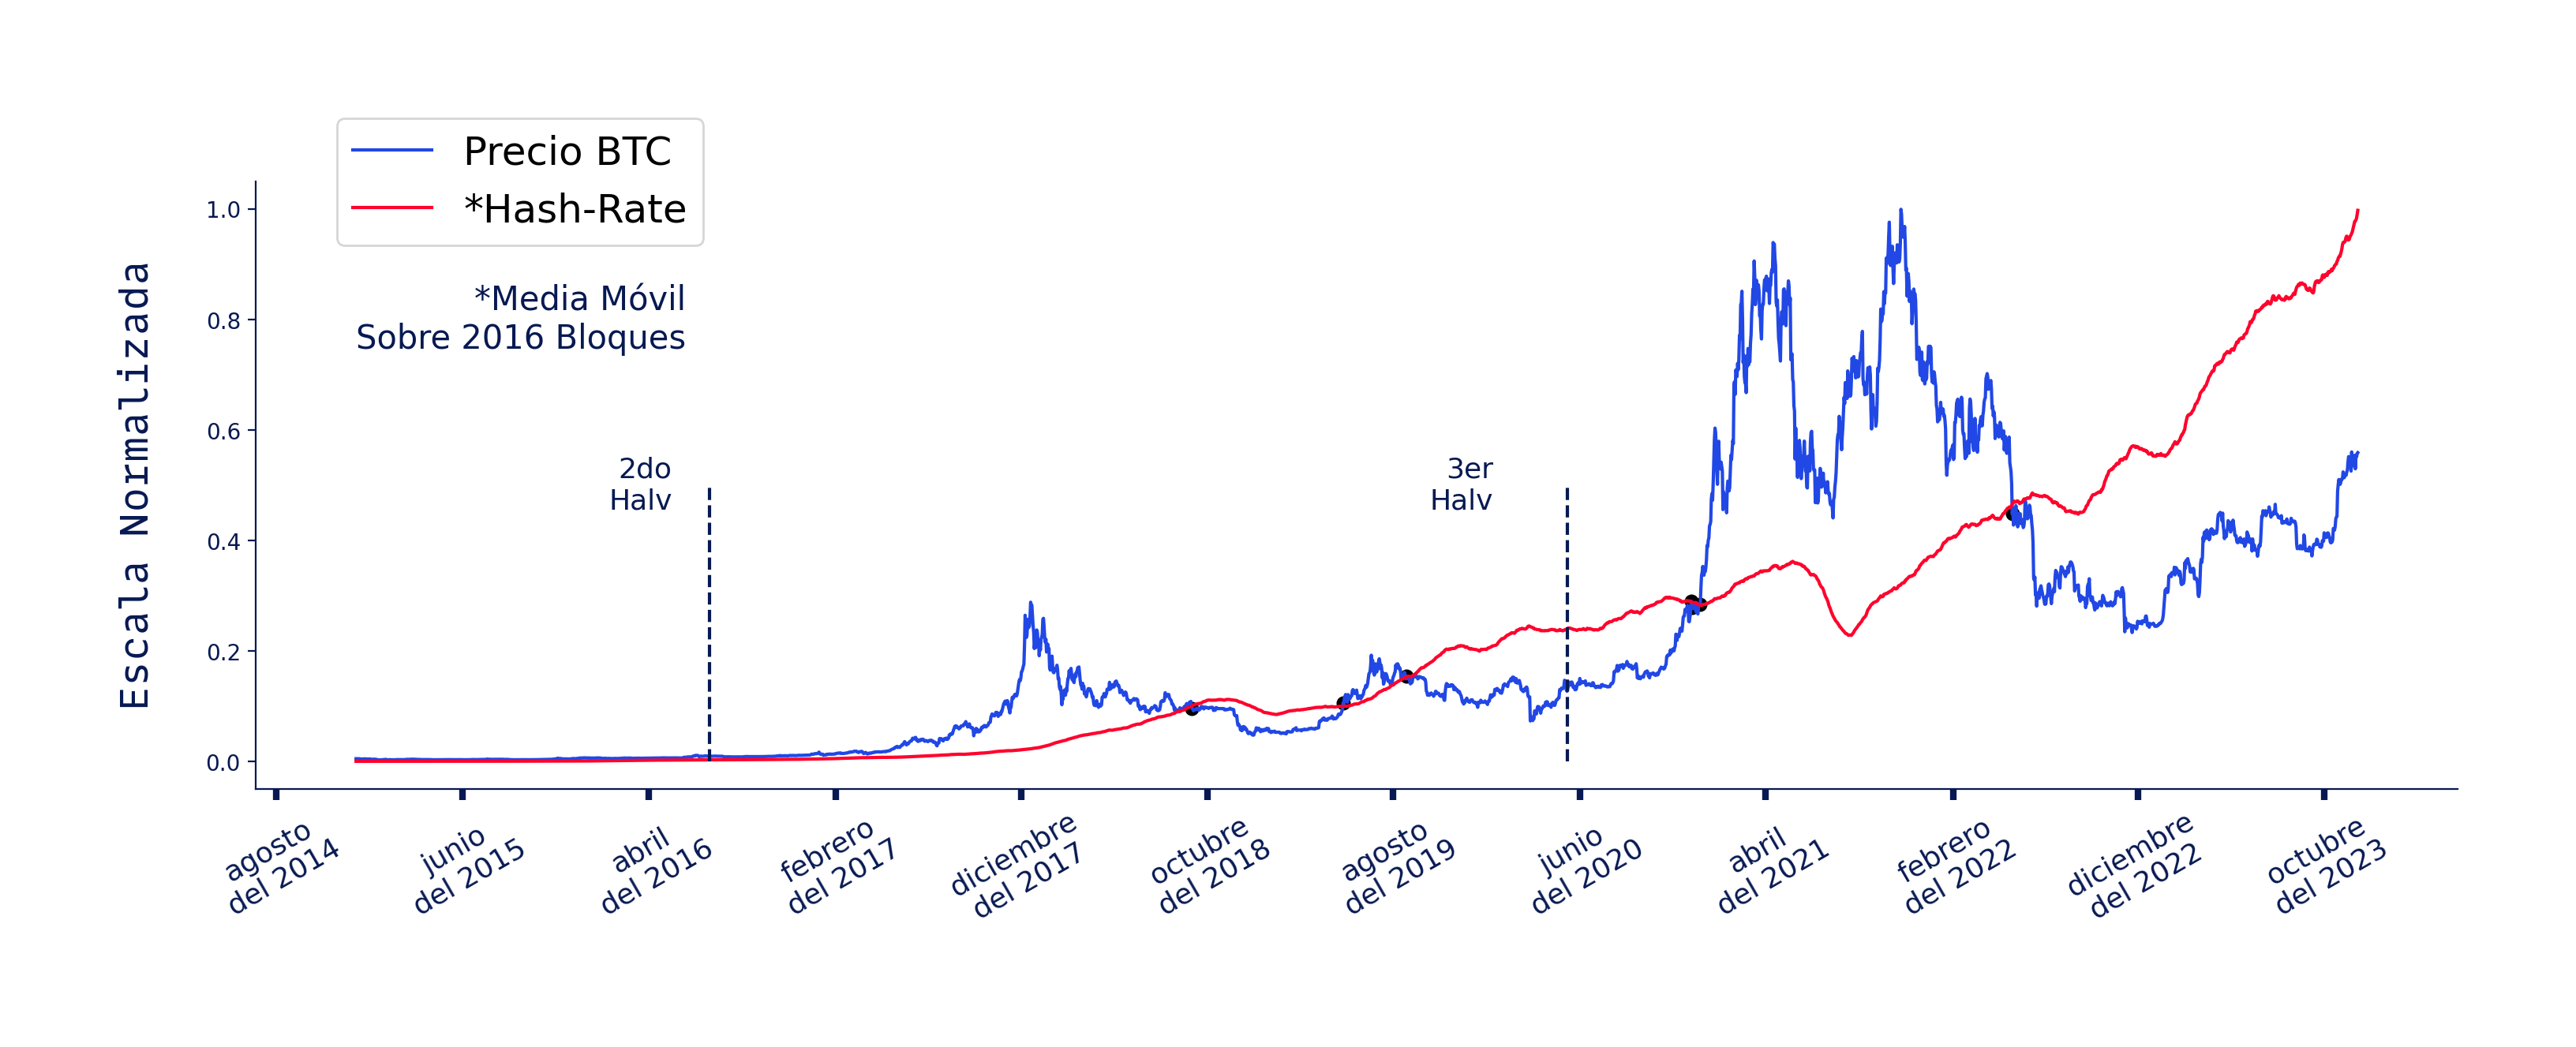 Precio BTC
*Hash-Rate
*Media Móvil
Sobre 2016 Bloques
Escala Normalizada
1.0
0.8
0.6
0.4
0.2
0.0
2do
Halv
3er
Halv
agosto
del 2014
junio
del 2015
abril
del 2016
febrero
del 2017
diciembre
del 2017
octubre
del 2018
agosto
del 2019
junio
del 2020
abril
del 2021
febrero
del 2022
diciembre
del 2022
octubre
del 2023